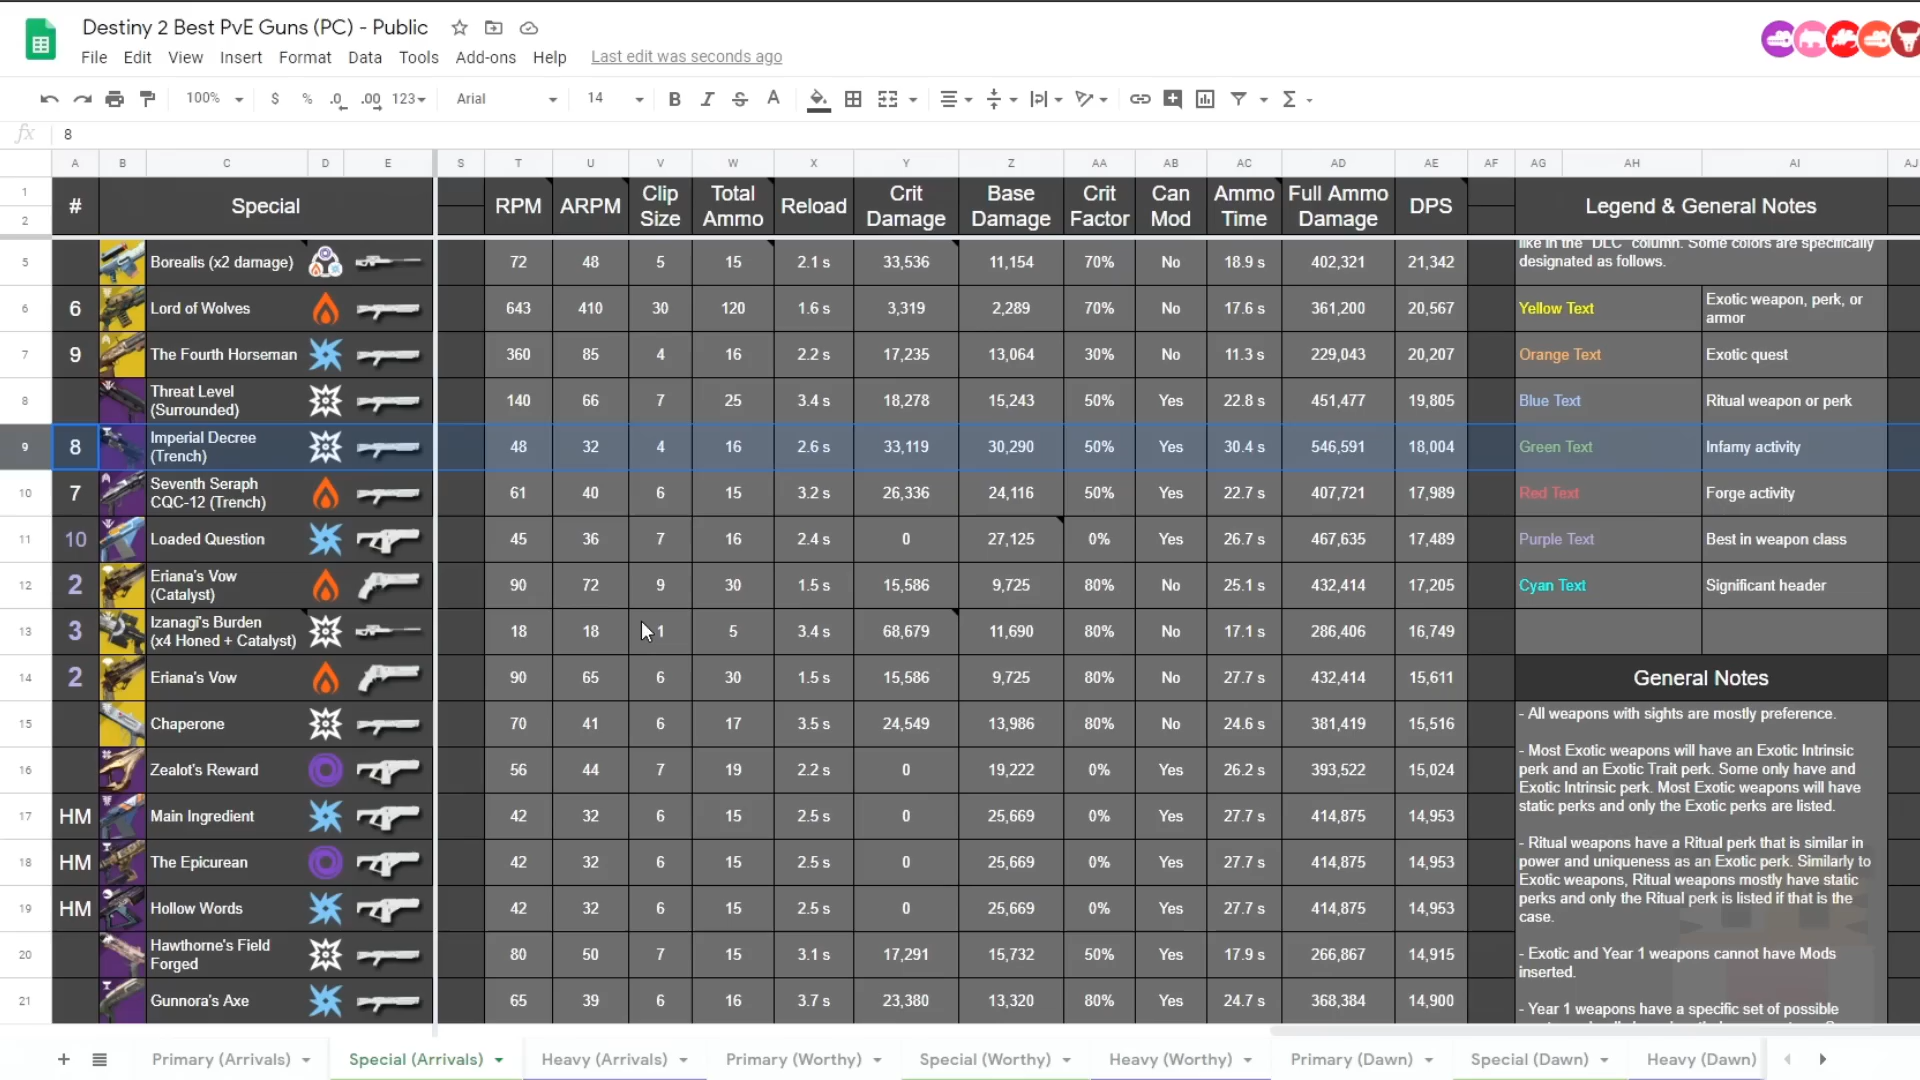 Destiny 2 Best PvE Guns (PC) - Public
File Edit View Insert Format Data Tools Add-ons Help Last edit was seconds ago
100% $ % .0 .00 123 Arial 14 B I S A
fx 8
A B C D E S T U V W X Y Z AA AB AC AD AE AF AG AH AI AJ
1 2 # Special RPM ARPM Clip Size Total Ammo Reload Crit Damage Base Damage Crit Factor Can Mod Ammo Time Full Ammo Damage DPS Legend & General Notes
like in the "DLC" column. Some colors are specifically
5 Borealis (x2 damage) 72 48 5 15 2.1 s 33,536 11,154 70% No 18.9 s 402,321 21,342 designated as follows.
6 6 Lord of Wolves 643 410 30 120 1.6 s 3,319 2,289 70% No 17.6 s 361,200 20,567 Yellow Text Exotic weapon, perk, or armor
7 9 The Fourth Horseman 360 85 4 16 2.2 s 17,235 13,064 30% No 11.3 s 229,043 20,207 Orange Text Exotic quest
8 Threat Level (Surrounded) 140 66 7 25 3.4 s 18,278 15,243 50% Yes 22.8 s 451,477 19,805 Blue Text Ritual weapon or perk
9 8 Imperial Decree (Trench) 48 32 4 16 2.6 s 33,119 30,290 50% Yes 30.4 s 546,591 18,004 Green Text Infamy activity
10 7 Seventh Seraph CQC-12 (Trench) 61 40 6 15 3.2 s 26,336 24,116 50% Yes 22.7 s 407,721 17,989 Red Text Forge activity
11 10 Loaded Question 45 36 7 16 2.4 s 0 27,125 0% Yes 26.7 s 467,635 17,489 Purple Text Best in weapon class
12 2 Eriana's Vow (Catalyst) 90 72 9 30 1.5 s 15,586 9,725 80% No 25.1 s 432,414 17,205 Cyan Text Significant header
13 3 Izanagi's Burden (x4 Honed + Catalyst) 18 18 1 5 3.4 s 68,679 11,690 80% No 17.1 s 286,406 16,749
14 2 Eriana's Vow 90 65 6 30 1.5 s 15,586 9,725 80% No 27.7 s 432,414 15,611 General Notes
15 Chaperone 70 41 6 17 3.5 s 24,549 13,986 80% No 24.6 s 381,419 15,516
16 Zealot's Reward 56 44 7 19 2.2 s 0 19,222 0% Yes 26.2 s 393,522 15,024
17 HM Main Ingredient 42 32 6 15 2.5 s 0 25,669 0% Yes 27.7 s 414,875 14,953
18 HM The Epicurean 42 32 6 15 2.5 s 0 25,669 0% Yes 27.7 s 414,875 14,953
19 HM Hollow Words 42 32 6 15 2.5 s 0 25,669 0% Yes 27.7 s 414,875 14,953
20 Hawthorne's Field Forged 80 50 7 15 3.1 s 17,291 15,732 50% Yes 17.9 s 266,867 14,915
21 Gunnora's Axe 65 39 6 16 3.7 s 23,380 13,320 80% Yes 24.7 s 368,384 14,900
- All weapons with sights are mostly preference.
- Most Exotic weapons will have an Exotic Intrinsic
perk and an Exotic Trait perk. Some only have and
Exotic Intrinsic perk. Most Exotic weapons will have
static perks and only the Exotic perks are listed.
- Ritual weapons have a Ritual perk that is similar in
power and uniqueness as an Exotic perk. Similarly to
Exotic weapons, Ritual weapons mostly have static
perks and only the Ritual perk is listed if that is the
case.
- Exotic and Year 1 weapons cannot have Mods
inserted.
- Year 1 weapons have a specific set of possible
Primary (Arrivals) Special (Arrivals) Heavy (Arrivals) Primary (Worthy) Special (Worthy) Heavy (Worthy) Primary (Dawn) Special (Dawn) Heavy (Dawn)